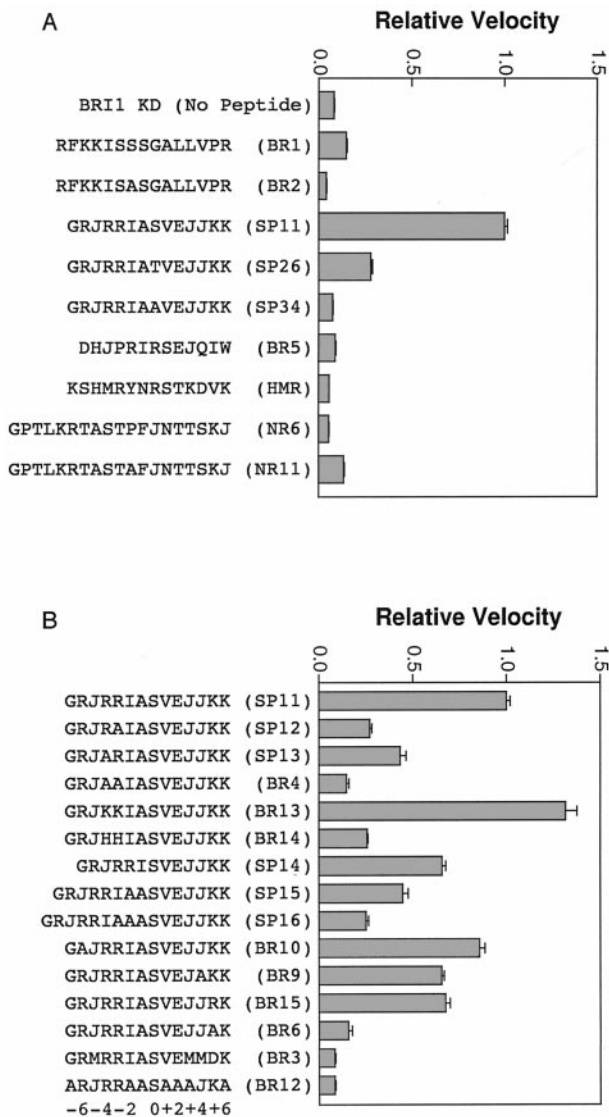 A
Relative Velocity
0.0 0.5 1.0 1.5
BRI1 KD (No Peptide)
RFKKISSSGALLVPR (BR1)
RFKKISASGALLVPR (BR2)
GRJRRIASVEJJKK (SP11)
GRJRRIATVEJJKK (SP26)
GRJRRIAAVEJJKK (SP34)
DHJPRIRSEJQIW (BR5)
KSHMRYNRSTKDVK (HMR)
GPTLKRTASTPFJNTTSKJ (NR6)
GPTLKRTASTAFJNTTSKJ (NR11)
B
Relative Velocity
0.0 0.5 1.0 1.5
GRJRRIASVEJJKK (SP11)
GRJRAIASVEJJKK (SP12)
GRJARIASVEJJKK (SP13)
GRJAAIASVEJJKK (BR4)
GRJKKIASVEJJKK (BR13)
GRJHHIASVEJJKK (BR14)
GRJRRISVEJJKK (SP14)
GRJRRIAASVEJJKK (SP15)
GRJRRIAAASVEJJKK (SP16)
GAJRRIASVEJJKK (BR10)
GRJRRIASVEJAKK (BR9)
GRJRRIASVEJJRK (BR15)
GRJRRIASVEJJAK (BR6)
GRMRRIASVEMMDK (BR3)
ARJRRAASAAAJKA (BR12)
-6-4-2 0+2+4+6